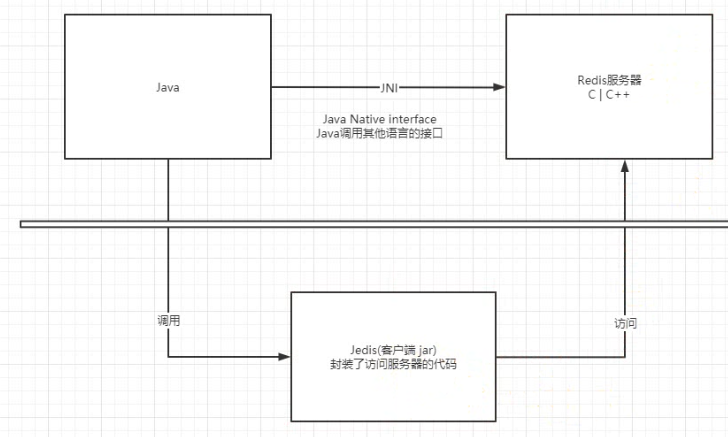 Java
JNI
Redis服务器
C | C++
Java Native interface
Java调用其他语言的接口
调用
访问
Jedis(客户端 jar)
封装了访问服务器的代码